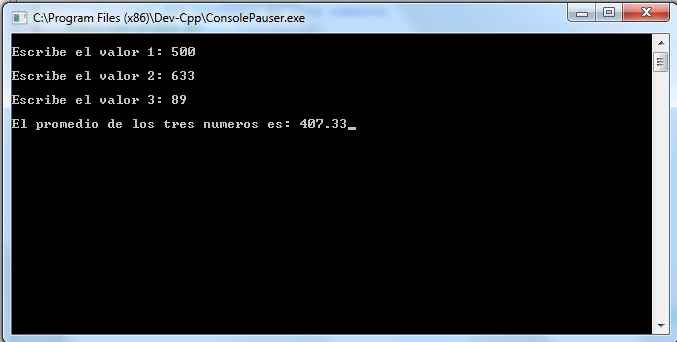 C:\Program Files (x86)\Dev-Cpp\ConsolePauser.exe
Escribe el valor 1: 500
Escribe el valor 2: 633
Escribe el valor 3: 89
El promedio de los tres numeros es: 407.33_